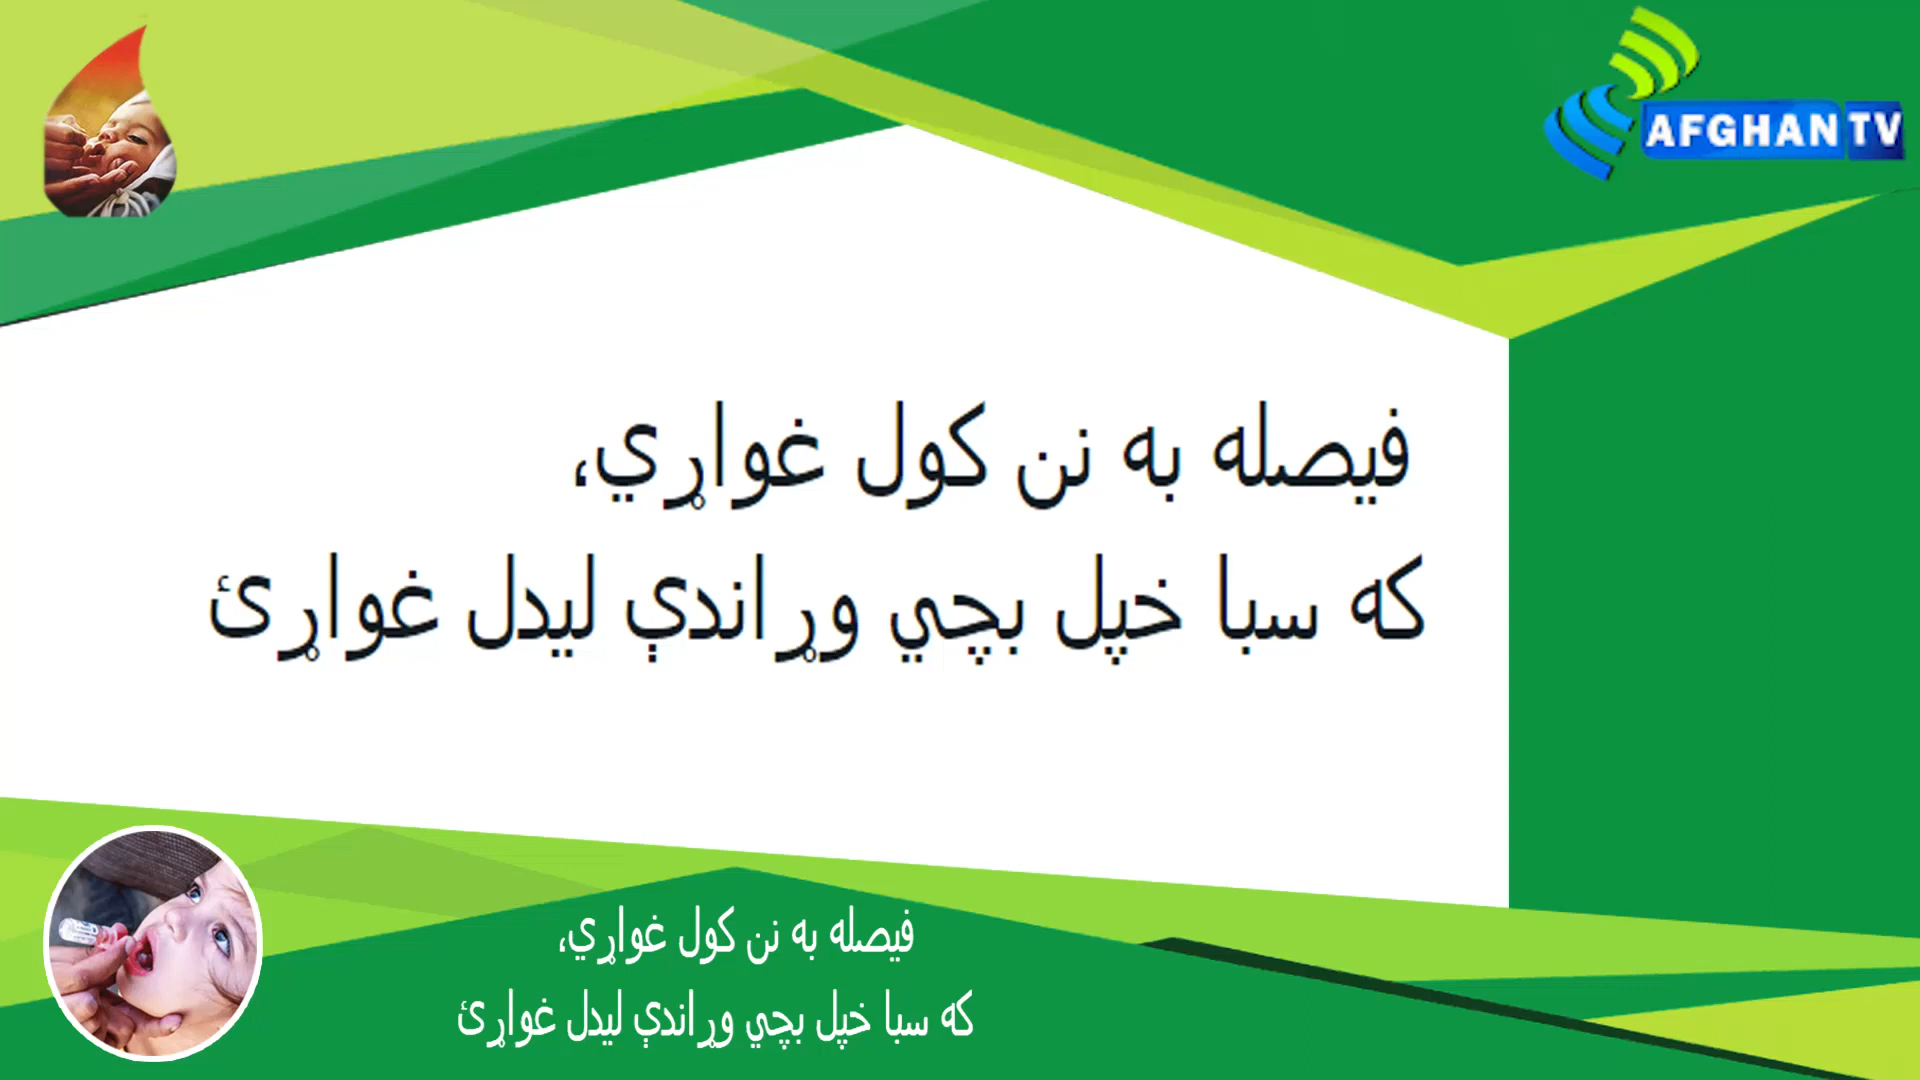 AFGHAN TV
فیصله به نن کول غواړي،
که سبا خپل بچي وړاندې لیدل غواړئ
فیصله به نن کول غواړي،
که سبا خپل بچي وړاندې لیدل غواړئ